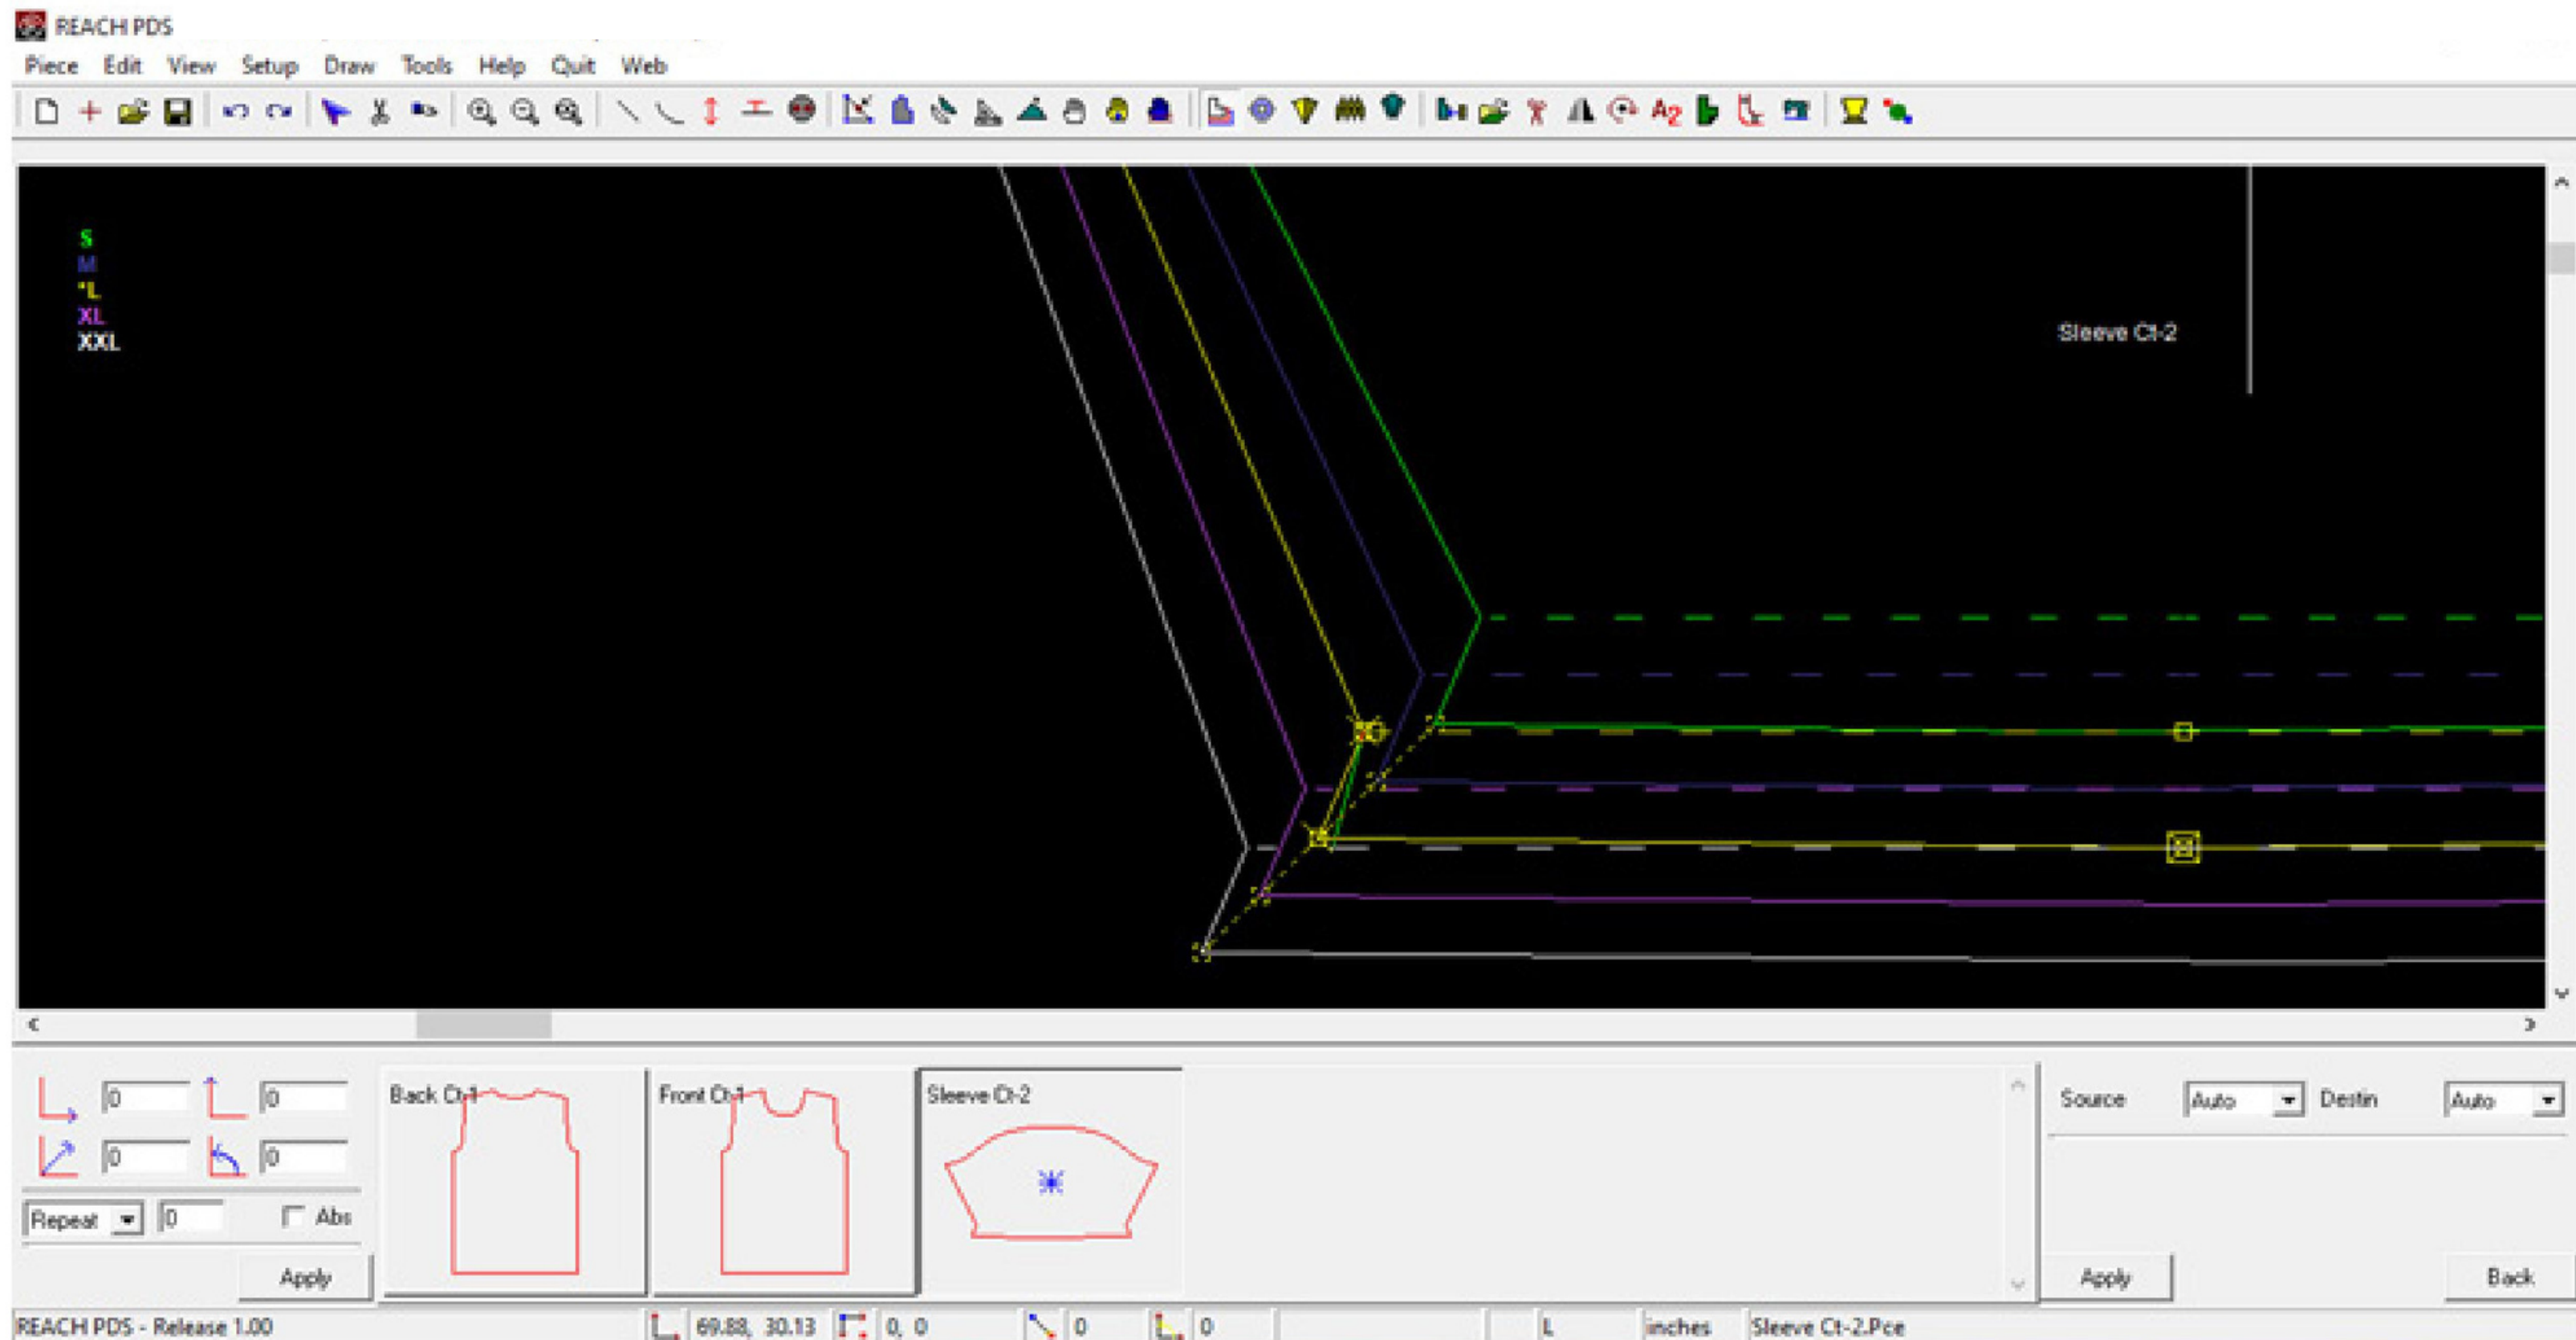 REACH PDS
Piece Edit View Setup Draw Tools Help Quit Web
S
M
*L
XL
XXL
Sleeve Ct-2
0 0
0 0
Repeat 0 Abs
Apply
Back Ct-1
Front Ct-1
Sleeve Ct-2
Source Auto Destin Auto
Apply Back
REACH PDS - Release 1.00 69.88, 30.13 0, 0 0 0 L inches Sleeve Ct-2.Pce